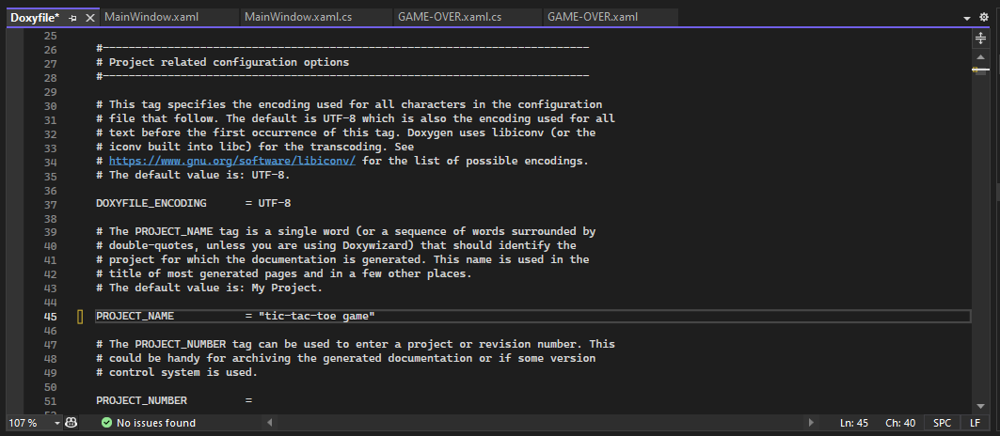 Doxyfile* MainWindow.xaml MainWindow.xaml.cs GAME-OVER.xaml.cs GAME-OVER.xaml
25
26 #---------------------------------------------------------------------------
27 # Project related configuration options
28 #---------------------------------------------------------------------------
29
30 # This tag specifies the encoding used for all characters in the configuration
31 # file that follow. The default is UTF-8 which is also the encoding used for all
32 # text before the first occurrence of this tag. Doxygen uses libiconv (or the
33 # iconv built into libc) for the transcoding. See
34 # https://www.gnu.org/software/libiconv/ for the list of possible encodings.
35 # The default value is: UTF-8.
36
37 DOXYFILE_ENCODING      = UTF-8
38
39 # The PROJECT_NAME tag is a single word (or a sequence of words surrounded by
40 # double-quotes, unless you are using Doxywizard) that should identify the
41 # project for which the documentation is generated. This name is used in the
42 # title of most generated pages and in a few other places.
43 # The default value is: My Project.
44
45 PROJECT_NAME           = "tic-tac-toe game"
46
47 # The PROJECT_NUMBER tag can be used to enter a project or revision number. This
48 # could be handy for archiving the generated documentation or if some version
49 # control system is used.
50
51 PROJECT_NUMBER         =
107 % No issues found Ln: 45 Ch: 40 SPC LF